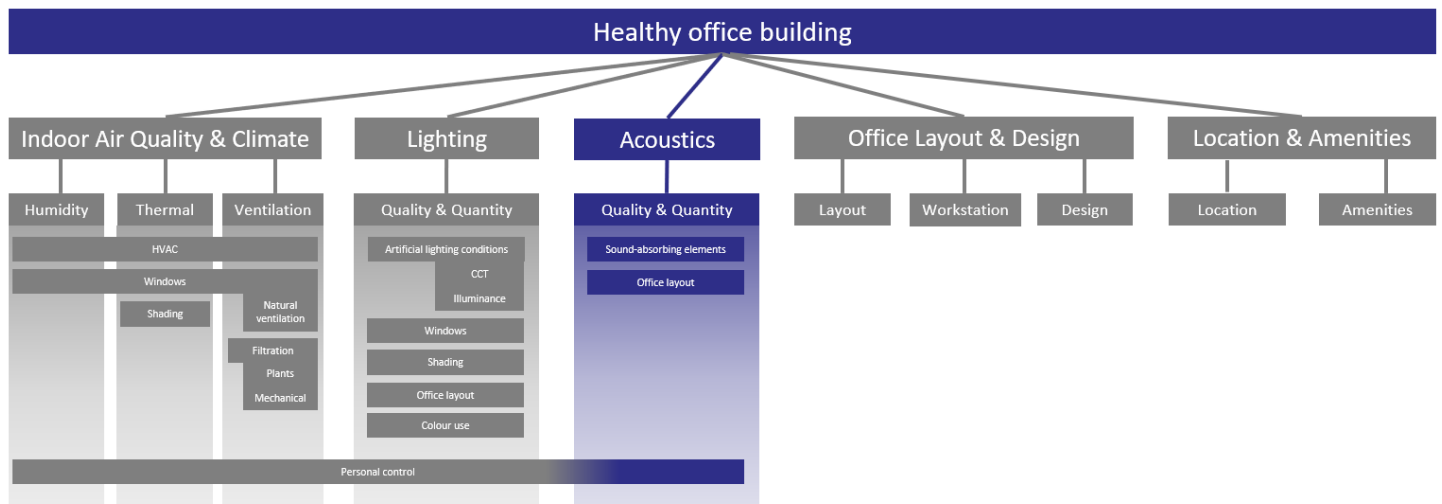 Healthy office building
Indoor Air Quality & Climate
Lighting
Acoustics
Office Layout & Design
Location & Amenities
Humidity
Thermal
Ventilation
Quality & Quantity
Quality & Quantity
Layout
Workstation
Design
Location
Amenities
HVAC
Windows
Natural
ventilation
Shading
Filtration
Plants
Mechanical
Artificial lighting conditions
CCT
Illuminance
Windows
Shading
Office layout
Colour use
Sound-absorbing elements
Office layout
Personal control